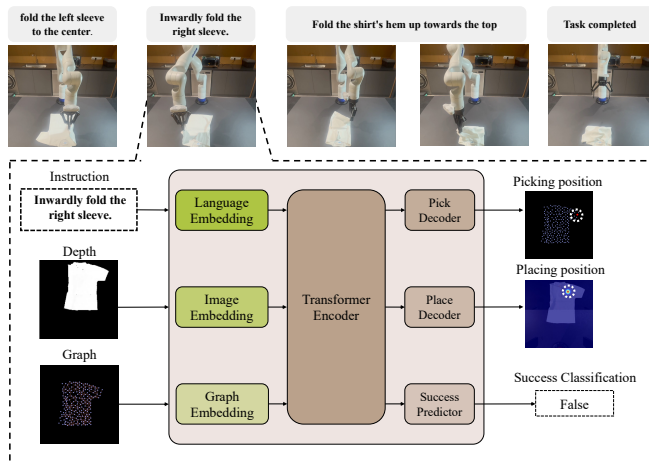 fold the left sleeve
to the center.
Inwardly fold the
right sleeve.
Fold the shirt's hem up towards the top
Task completed
Instruction
Inwardly fold the
right sleeve.
Depth
Graph
Language
Embedding
Image
Embedding
Graph
Embedding
Transformer
Encoder
Pick
Decoder
Place
Decoder
Success
Predictor
Picking position
Placing position
Success Classification
False